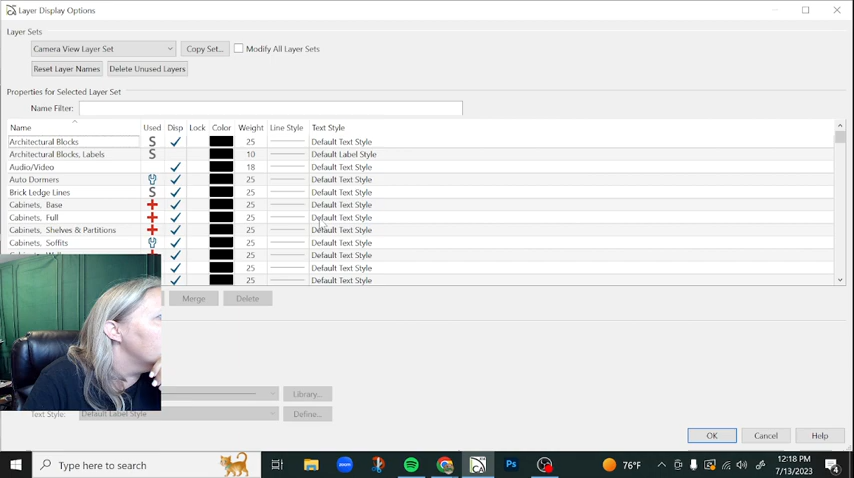 Layer Display Options
Layer Sets
Camera View Layer Set Copy Set... Modify All Layer Sets
Reset Layer Names Delete Unused Layers
Properties for Selected Layer Set
Name Filter:
Name Used Disp Lock Color Weight Line Style Text Style
Architectural Blocks S 25 Default Text Style
Architectural Blocks, Labels S 10 Default Label Style
Audio/Video 18 Default Text Style
Auto Dormers 25 Default Text Style
Brick Ledge Lines S 25 Default Text Style
Cabinets, Base 25 Default Text Style
Cabinets, Full 25 Default Text Style
Cabinets, Shelves & Partitions 25 Default Text Style
Cabinets, Soffits 25 Default Text Style
25 Default Text Style
25 Default Text Style
25 Default Text Style
Merge Delete
Library...
Text Style: Default Label Style Define...
OK Cancel Help
Type here to search zoom Ps 76°F 12:18 PM
7/13/2023 4